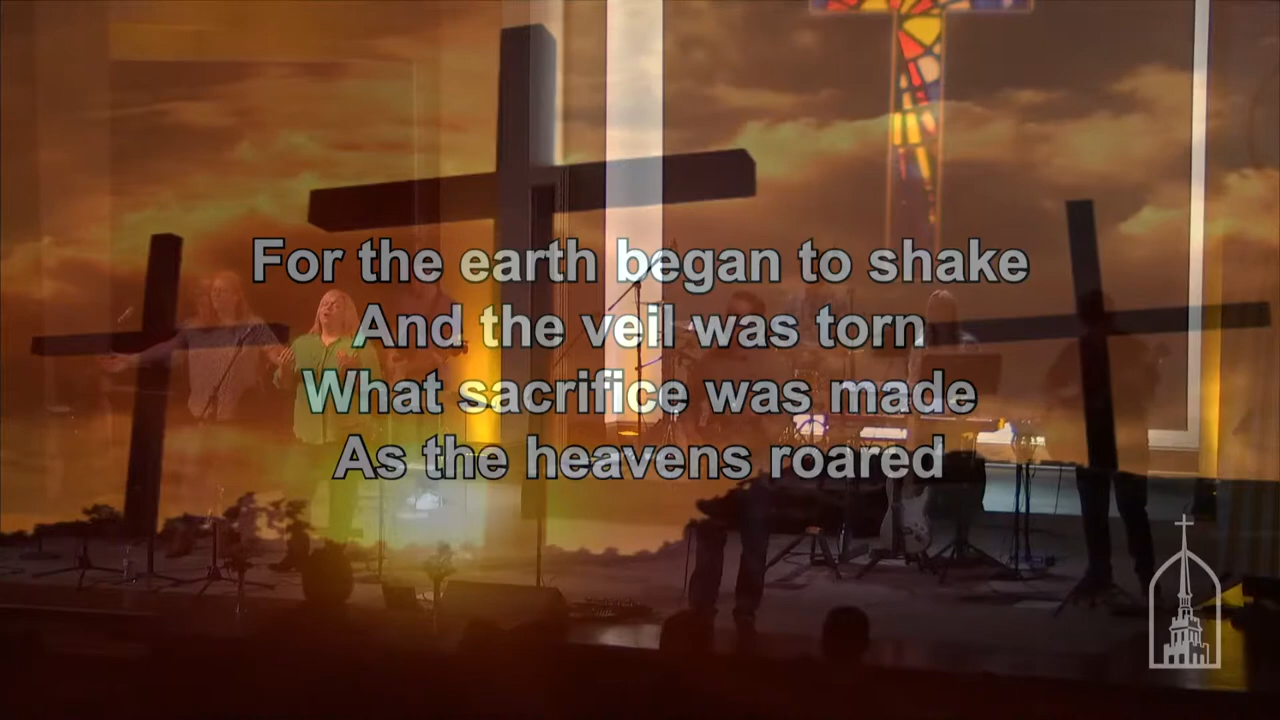 For the earth began to shake
And the veil was torn
What sacrifice was made
As the heavens roared